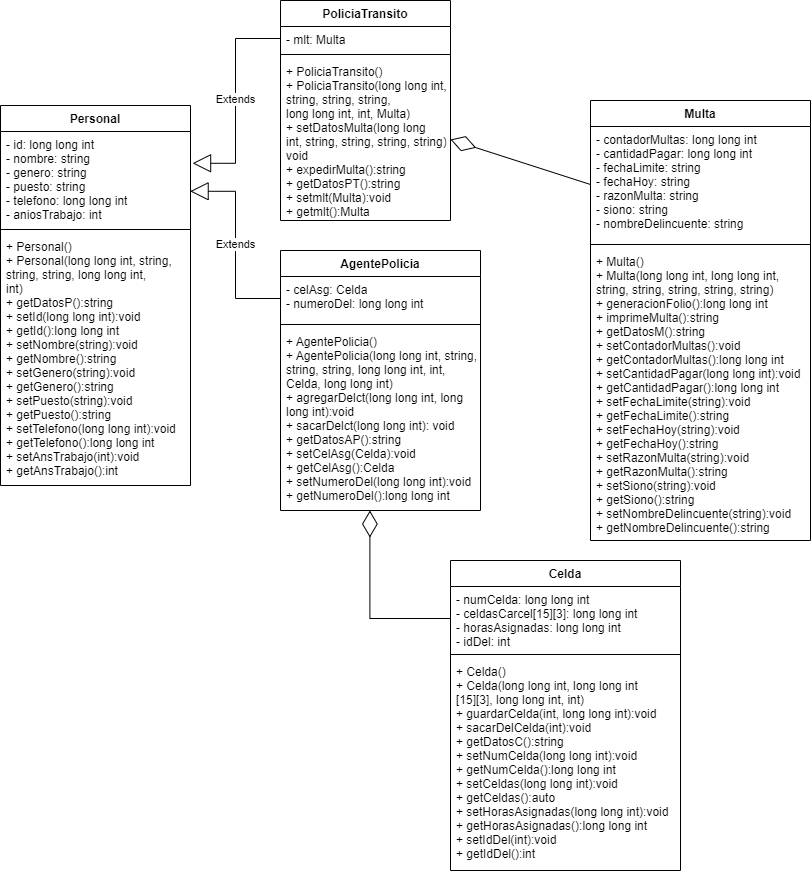 PoliciaTransito
- mlt: Multa
+ PoliciaTransito()
+ PoliciaTransito(long long int,
string, string, string,
long long int, int, Multa)
+ setDatosMulta(long long
int, string, string, string, string)
void
+ expedirMulta():string
+ getDatosPT():string
+ setmlt(Multa):void
+ getmlt():Multa
Extends
Personal
- id: long long int
- nombre: string
- genero: string
- puesto: string
- telefono: long long int
- aniosTrabajo: int
+ Personal()
+ Personal(long long int, string,
string, string, long long int,
int)
+ getDatosP():string
+ setId(long long int):void
+ getId():long long int
+ setNombre(string):void
+ getNombre():string
+ setGenero(string):void
+ getGenero():string
+ setPuesto(string):void
+ getPuesto():string
+ setTelefono(long long int):void
+ getTelefono():long long int
+ setAnsTrabajo(int):void
+ getAnsTrabajo():int
Extends
Multa
- contadorMultas: long long int
- cantidadPagar: long long int
- fechaLimite: string
- fechaHoy: string
- razonMulta: string
- siono: string
- nombreDelincuente: string
+ Multa()
+ Multa(long long int, long long int,
string, string, string, string, string)
+ generacionFolio():long long int
+ imprimeMulta():string
+ getDatosM():string
+ setContadorMultas():void
+ getContadorMultas():long long int
+ setCantidadPagar(long long int):void
+ getCantidadPagar():long long int
+ setFechaLimite(string):void
+ getFechaLimite():string
+ setFechaHoy(string):void
+ getFechaHoy():string
+ setRazonMulta(string):void
+ getRazonMulta():string
+ setSiono(string):void
+ getSiono():string
+ setNombreDelincuente(string):void
+ getNombreDelincuente():string
AgentePolicia
- celAsg: Celda
- numeroDel: long long int
+ AgentePolicia()
+ AgentePolicia(long long int, string,
string, string, long long int, int,
Celda, long long int)
+ agregarDelct(long long int, long
long int):void
+ sacarDelct(long long int): void
+ getDatosAP():string
+ setCelAsg(Celda):void
+ getCelAsg():Celda
+ setNumeroDel(long long int):void
+ getNumeroDel():long long int
Celda
- numCelda: long long int
- celdasCarcel[15][3]: long long int
- horasAsignadas: long long int
- idDel: int
+ Celda()
+ Celda(long long int, long long int
[15][3], long long int, int)
+ guardarCelda(int, long long int):void
+ sacarDelCelda(int):void
+ getDatosC():string
+ setNumCelda(long long int):void
+ getNumCelda():long long int
+ setCeldas(long long int):void
+ getCeldas():auto
+ setHorasAsignadas(long long int):void
+ getHorasAsignadas():long long int
+ setIdDel(int):void
+ getIdDel():int